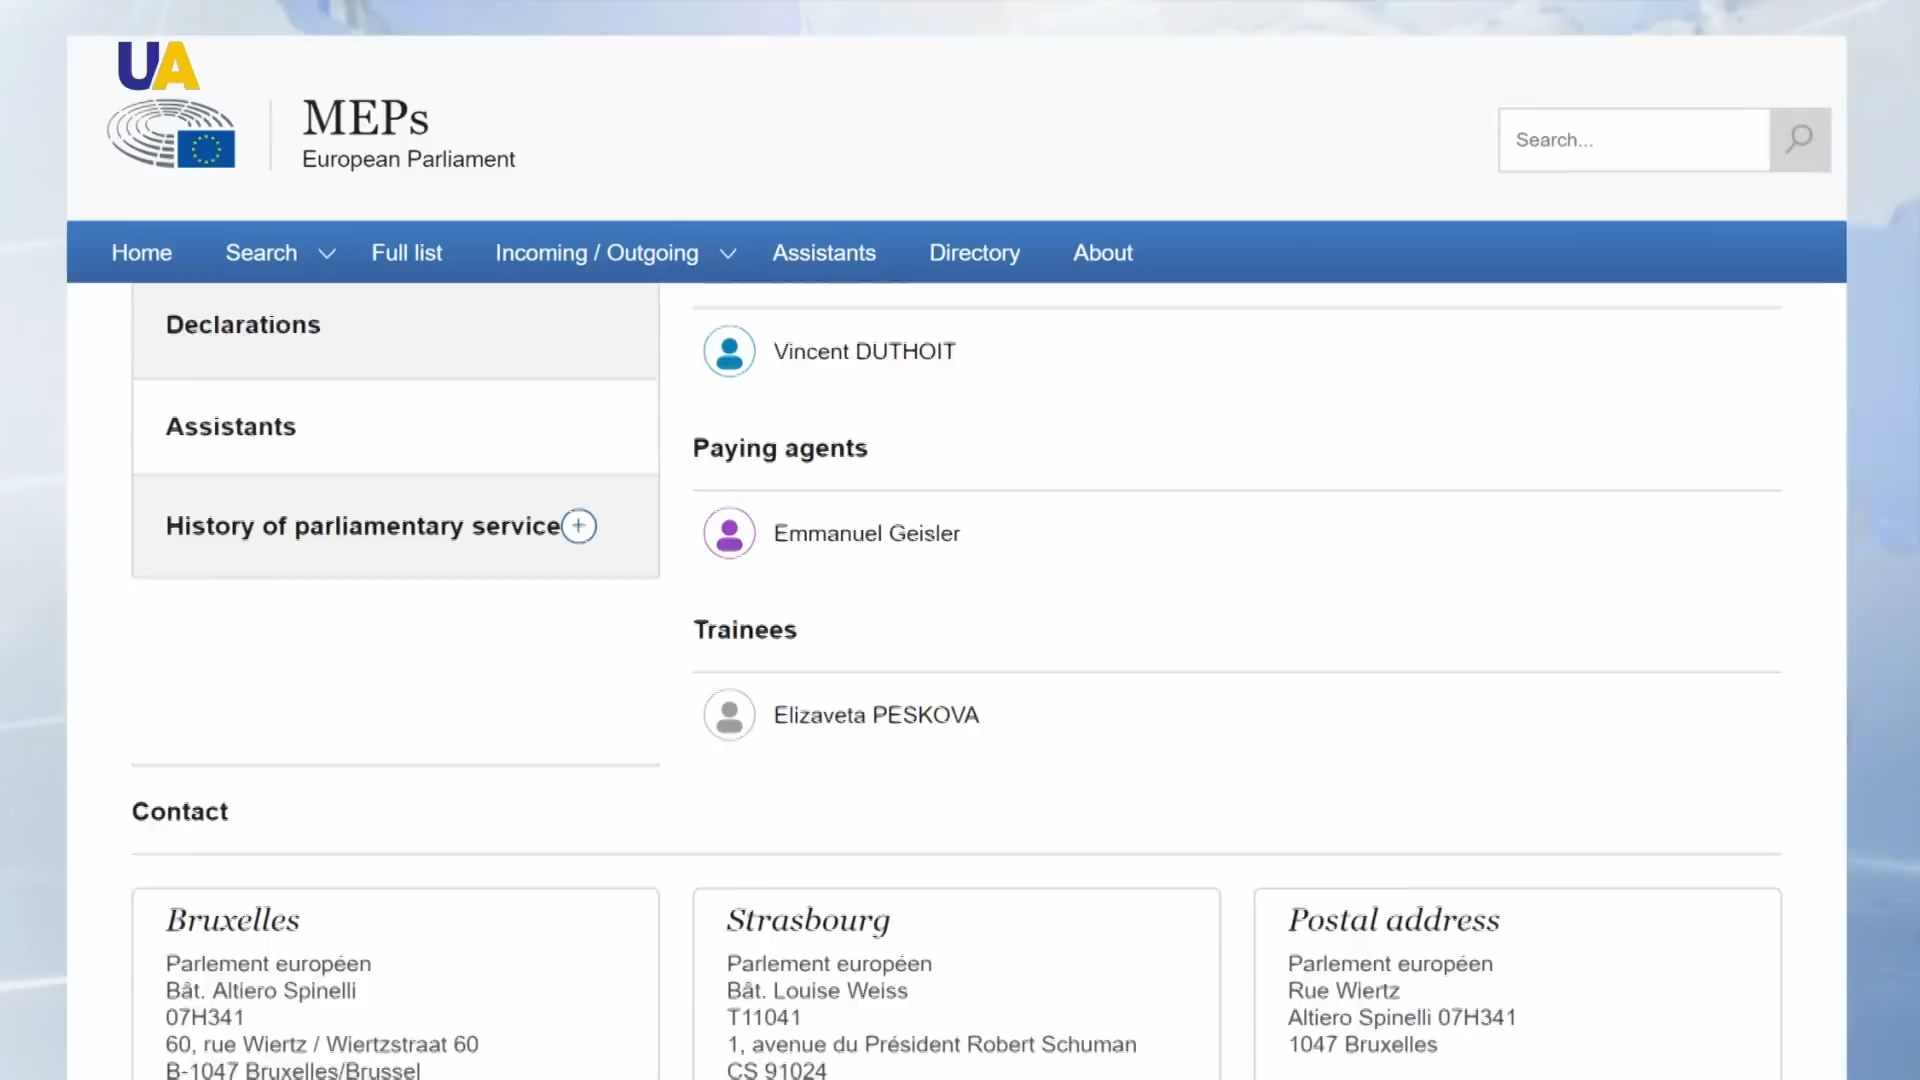 UA
MEPs
European Parliament
Search...
Home
Search
Full list
Incoming / Outgoing
Assistants
Directory
About
Declarations
Assistants
History of parliamentary service
Vincent DUTHOIT
Paying agents
Emmanuel Geisler
Trainees
Elizaveta PESKOVA
Contact
Bruxelles
Parlement européen
Bât. Altiero Spinelli
07H341
60, rue Wiertz / Wiertzstraat 60
B-1047 Bruxelles/Brussel
Strasbourg
Parlement européen
Bât. Louise Weiss
T11041
1, avenue du Président Robert Schuman
CS 91024
Postal address
Parlement européen
Rue Wiertz
Altiero Spinelli 07H341
1047 Bruxelles